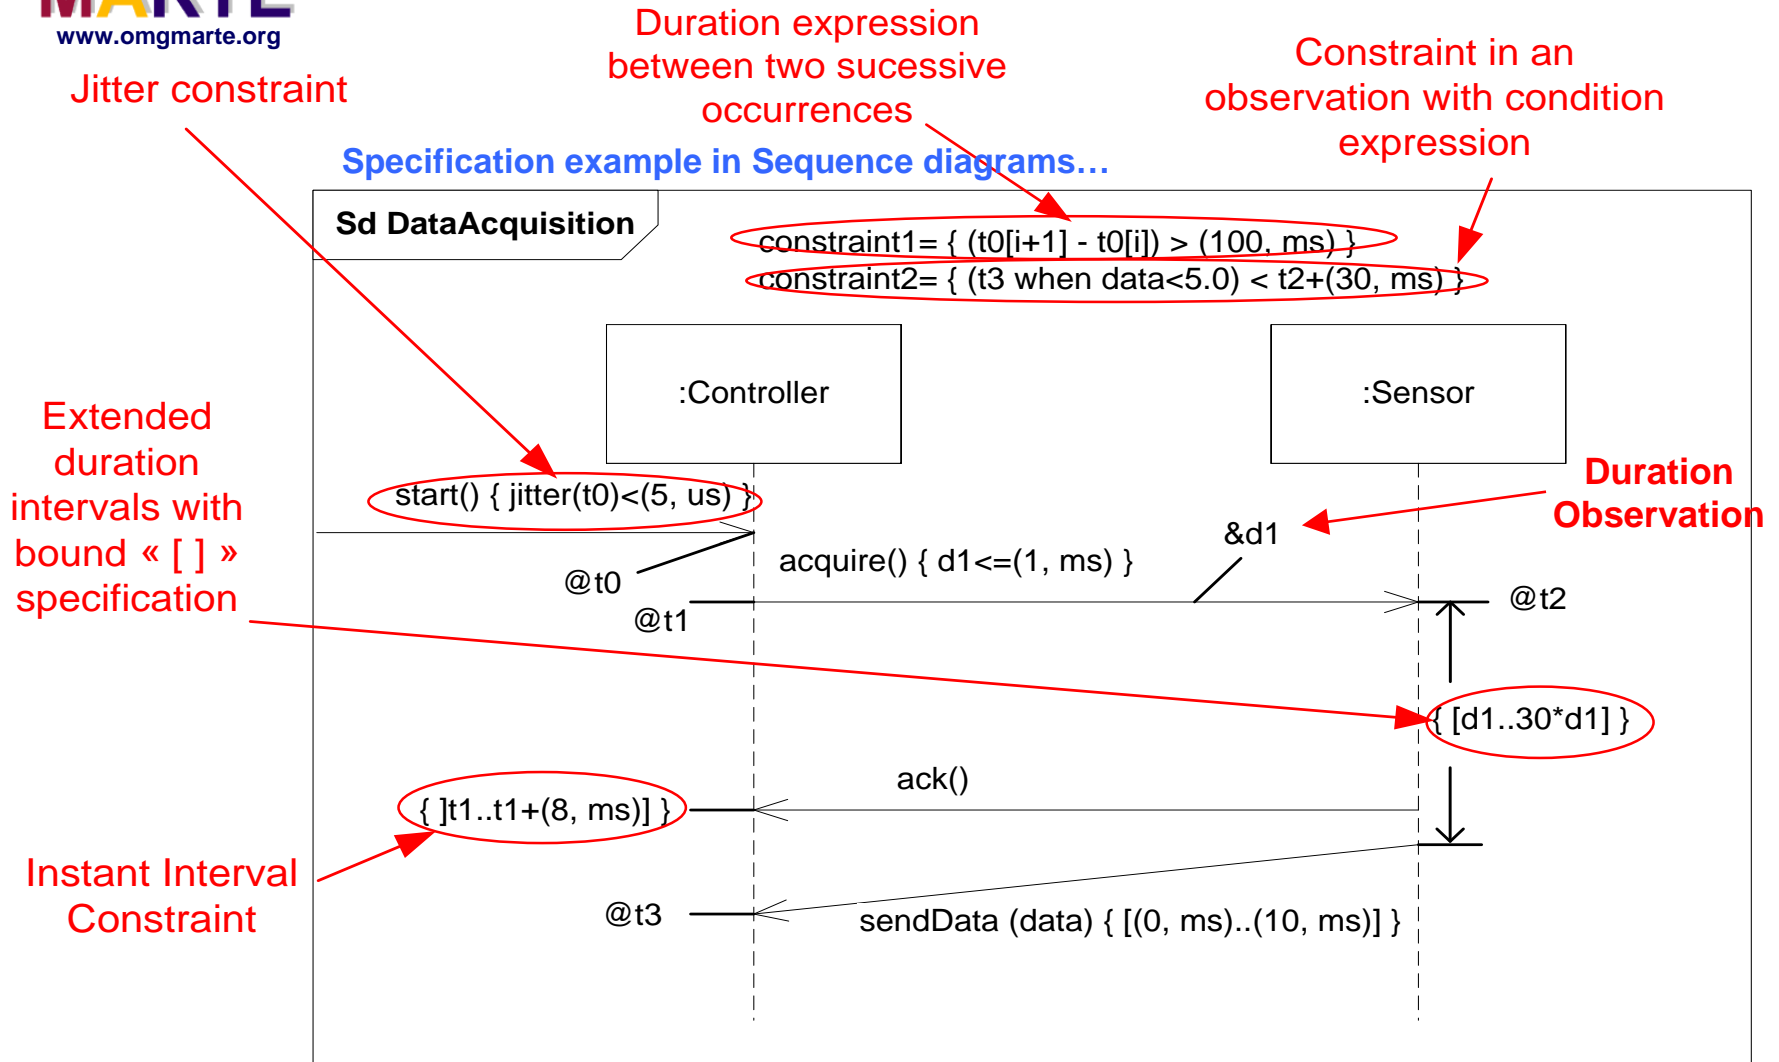 MARTE
www.omgmarte.org
Duration expression
between two sucessive
occurrences
Constraint in an
observation with condition
expression
Jitter constraint
Specification example in Sequence diagrams…
Sd DataAcquisition
constraint1= { (t0[i+1] - t0[i]) > (100, ms) }
constraint2= { (t3 when data<5.0) < t2+(30, ms) }
:Controller
:Sensor
Extended
duration
intervals with
bound « [ ] »
specification
start() { jitter(t0)<(5, us) }
Duration
Observation
&d1
acquire() { d1<=(1, ms) }
@t0
@t1
@t2
{ [d1..30*d1] }
ack()
{ ]t1..t1+(8, ms)] }
Instant Interval
Constraint
@t3
sendData (data) { [(0, ms)..(10, ms)] }